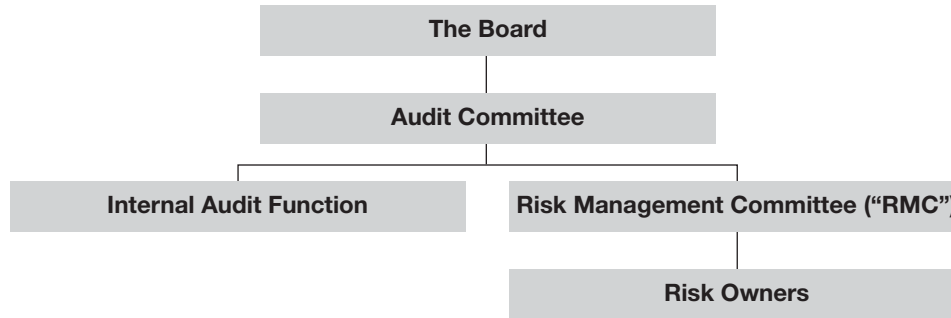 The Board
Audit Committee
Internal Audit Function
Risk Management Committee (“RMC”)
Risk Owners